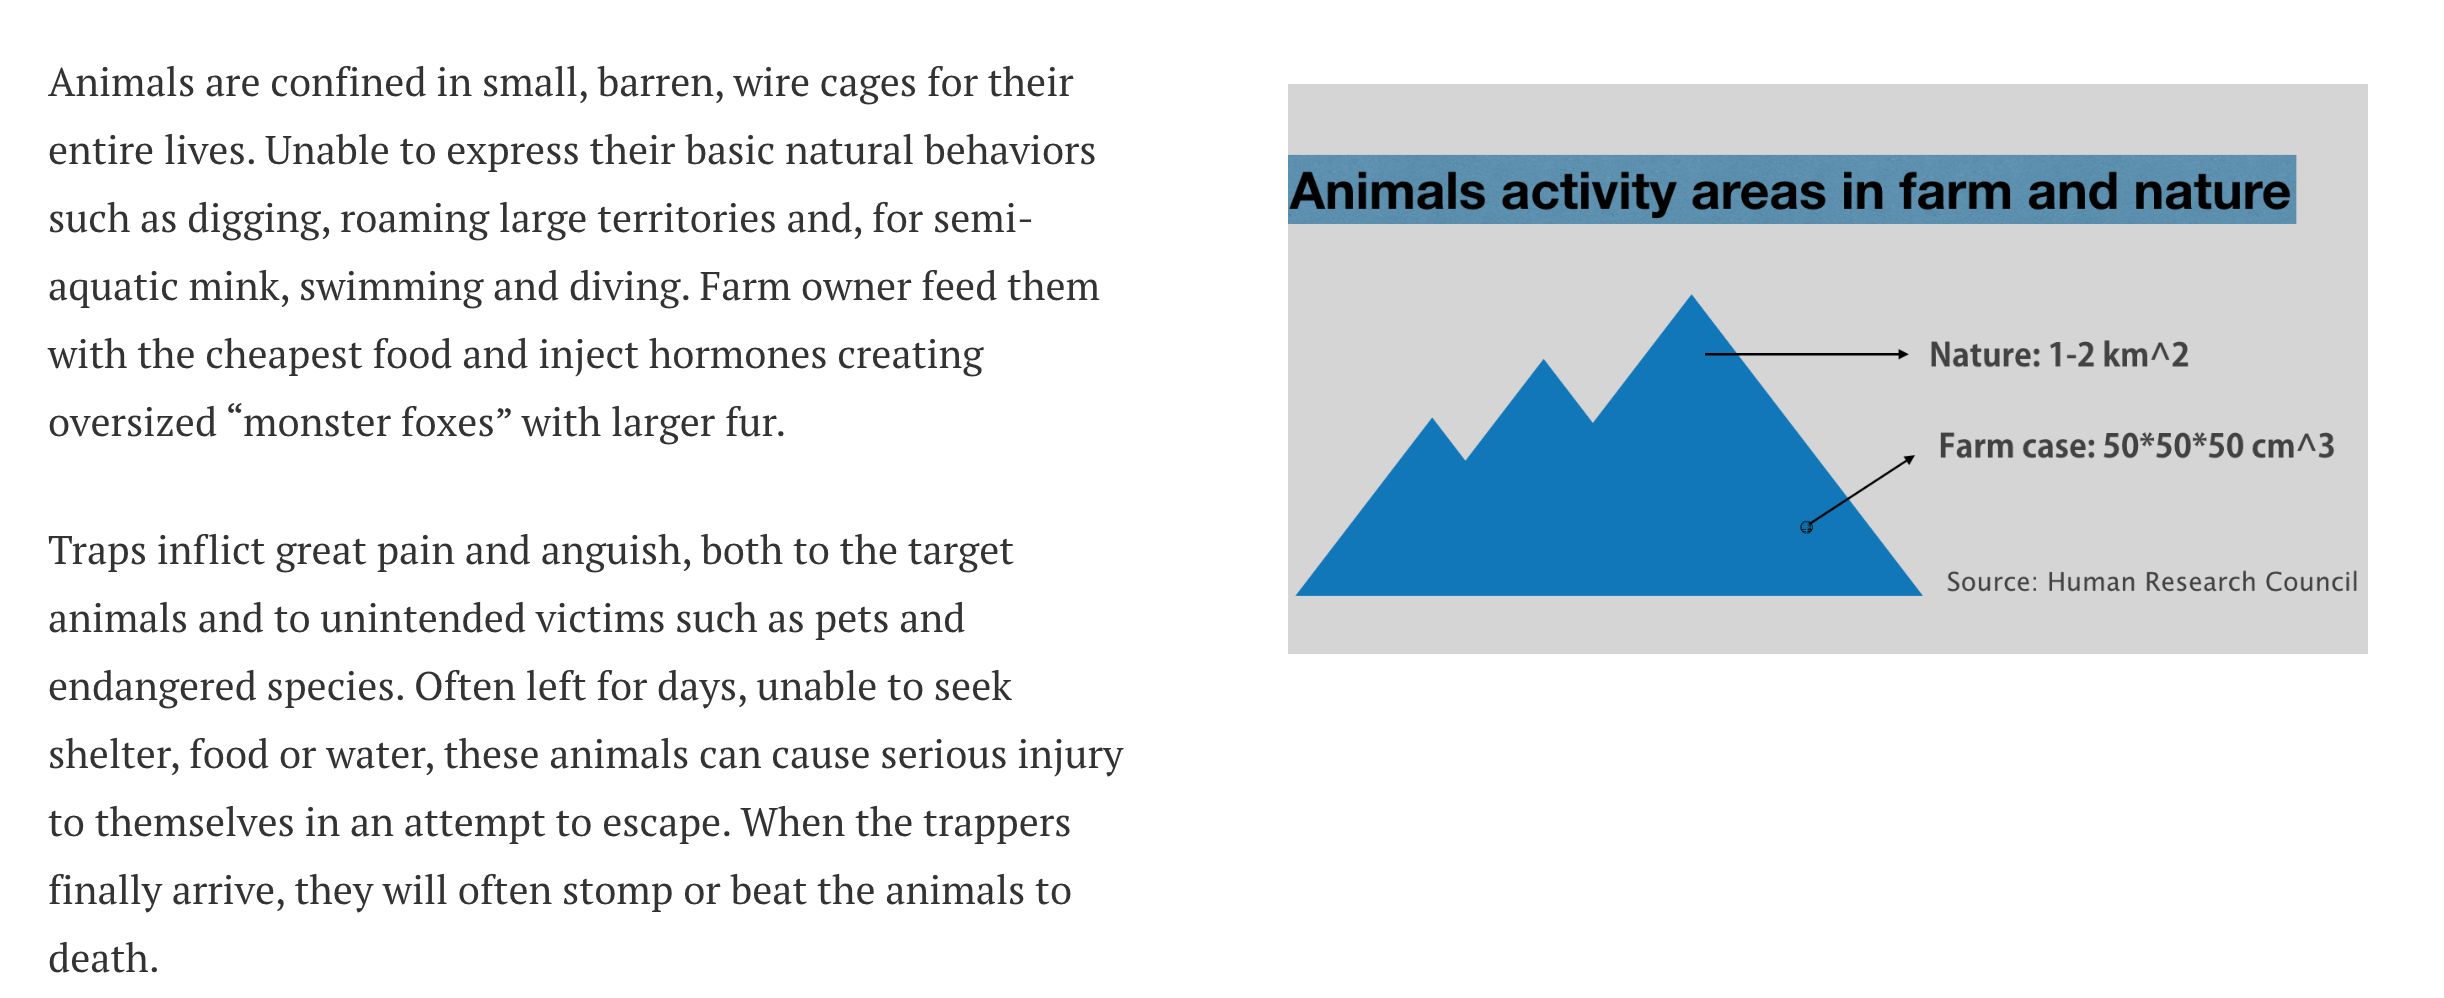 Animals are confined in small, barren, wire cages for their
entire lives. Unable to express their basic natural behaviors
such as digging, roaming large territories and, for semi-
aquatic mink, swimming and diving. Farm owner feed them
with the cheapest food and inject hormones creating
oversized “monster foxes” with larger fur.
Traps inflict great pain and anguish, both to the target
animals and to unintended victims such as pets and
endangered species. Often left for days, unable to seek
shelter, food or water, these animals can cause serious injury
to themselves in an attempt to escape. When the trappers
finally arrive, they will often stomp or beat the animals to
death.
Animals activity areas in farm and nature
Nature: 1-2 km^2
Farm case: 50*50*50 cm^3
Source: Human Research Council